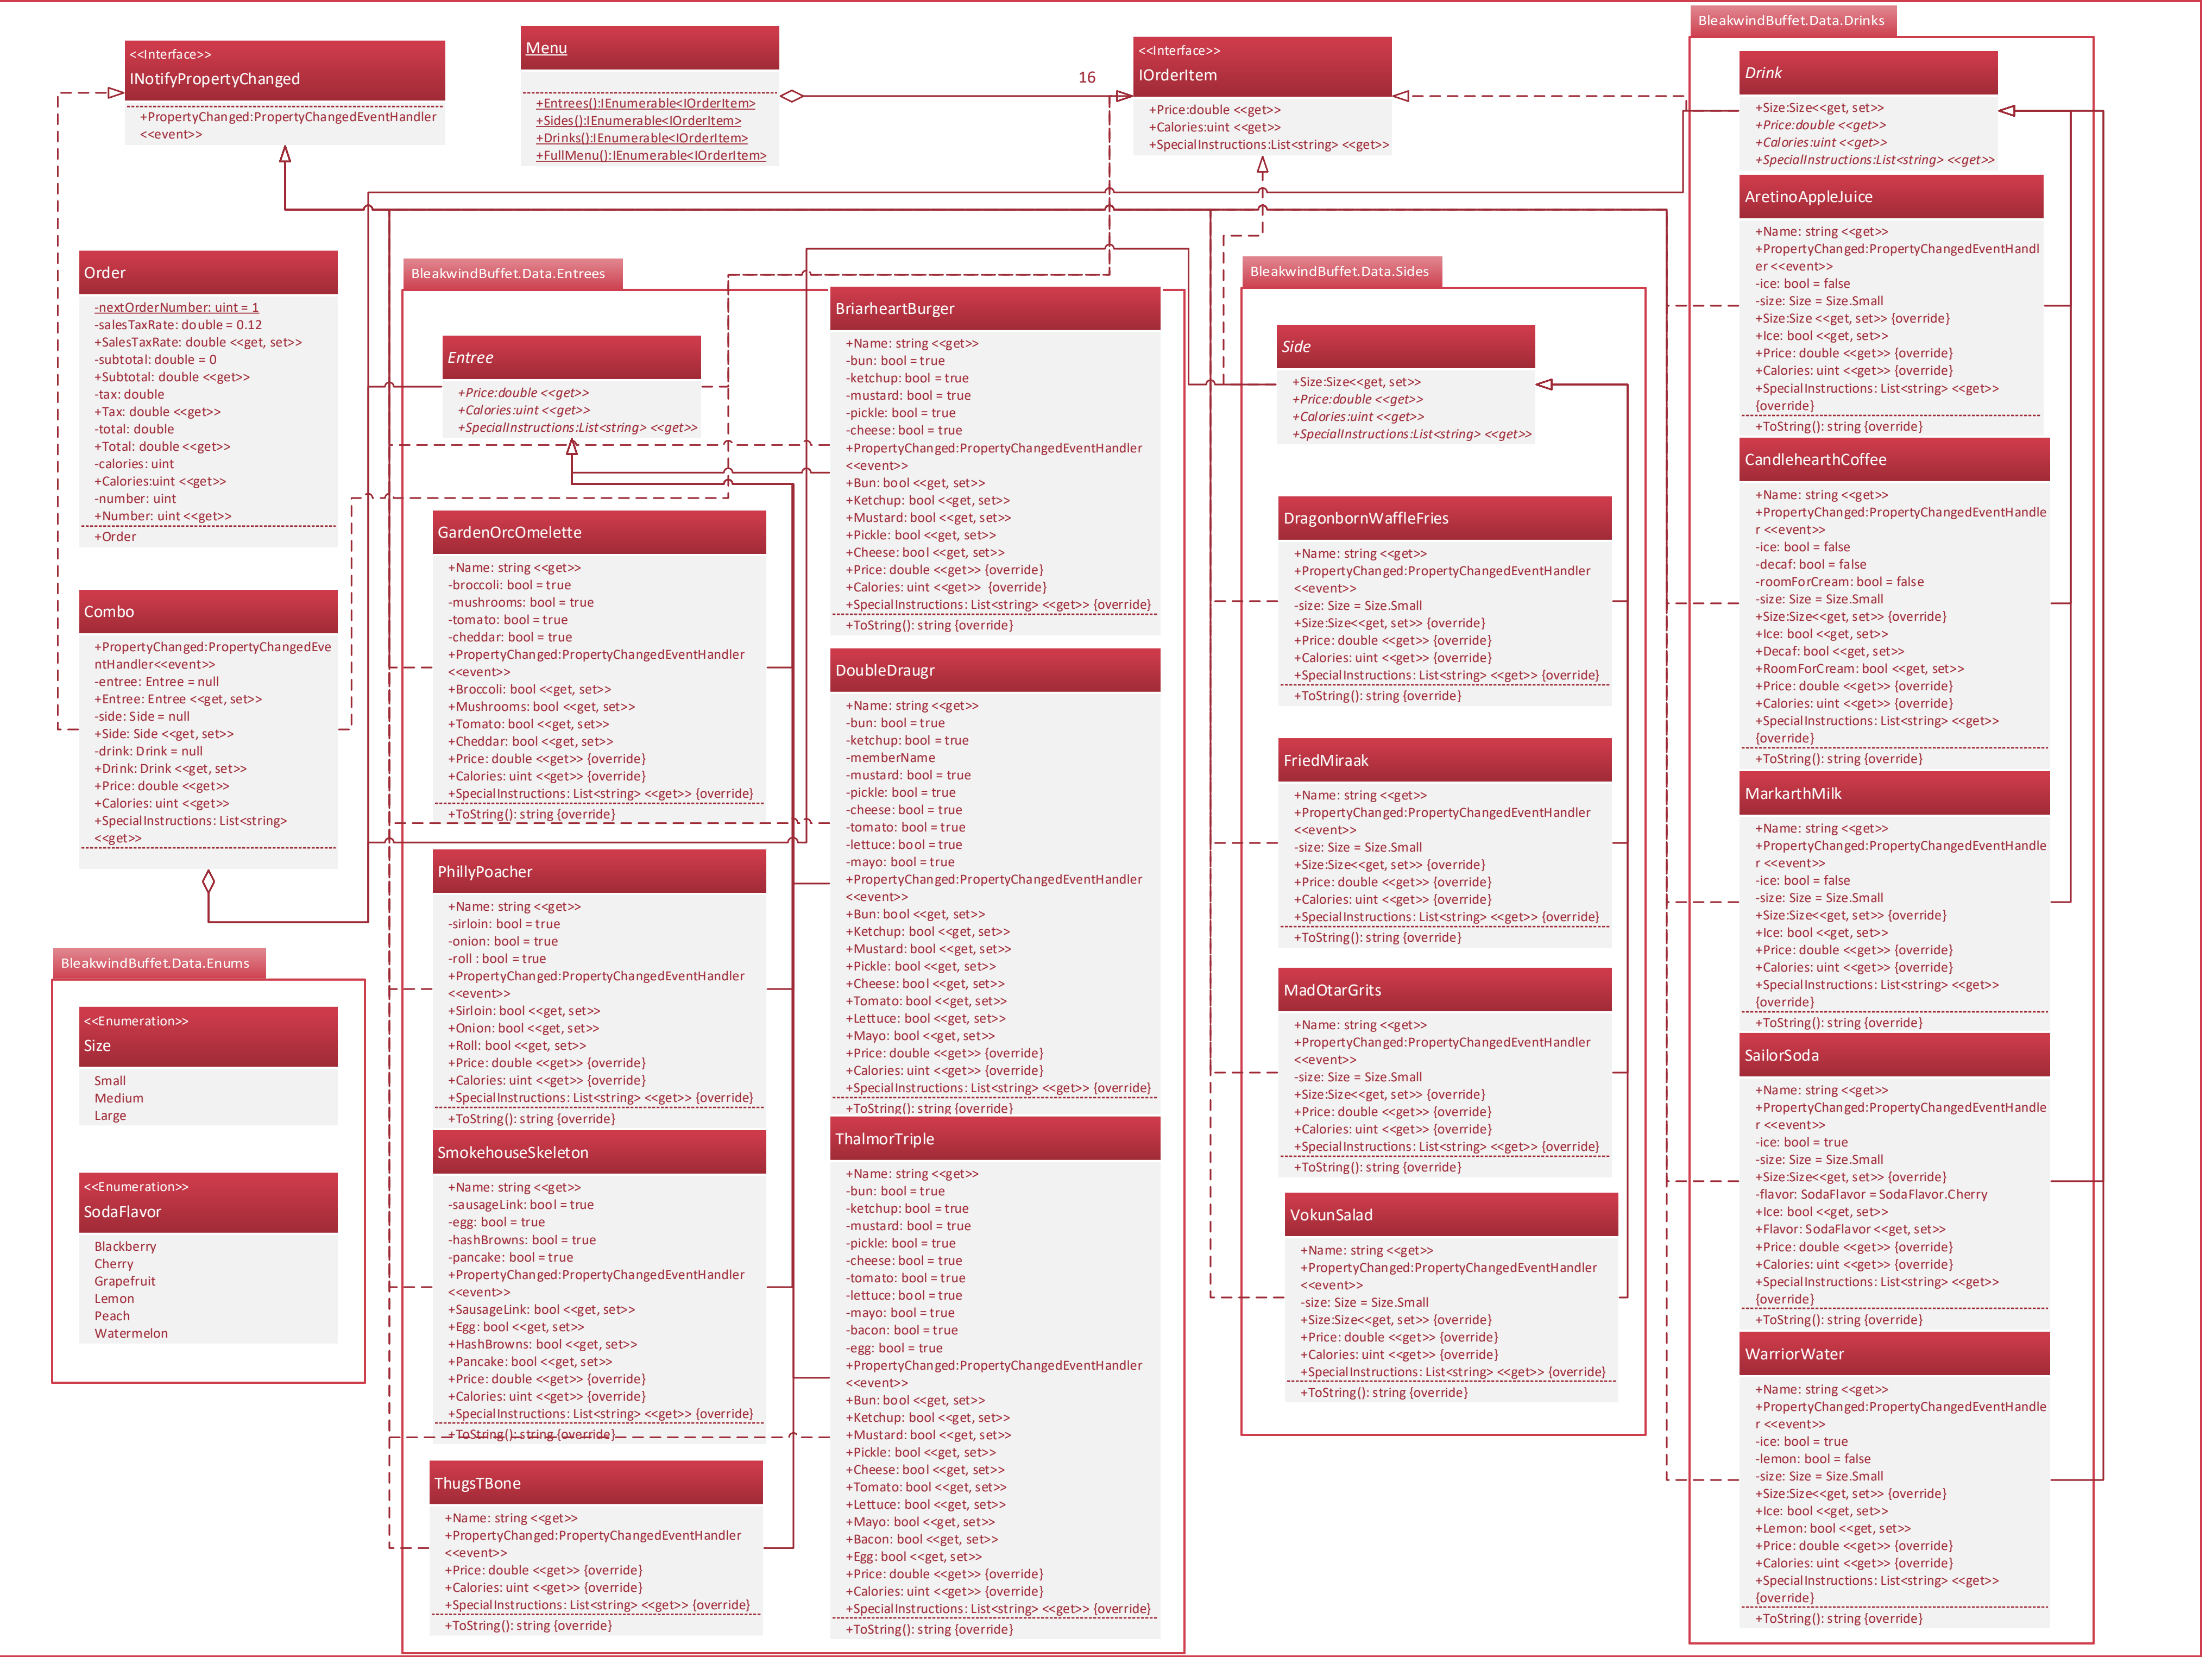 <<Interface>>
INotifyPropertyChanged
+PropertyChanged:PropertyChangedEventHandler
<<event>>
Menu
+Entrees():IEnumerable<IOrderItem>
+Sides():IEnumerable<IOrderItem>
+Drinks():IEnumerable<IOrderItem>
+FullMenu():IEnumerable<IOrderItem>
16
<<Interface>>
IOrderItem
+Price:double <<get>>
+Calories:uint <<get>>
+SpecialInstructions:List<string> <<get>>
Order
-nextOrderNumber: uint = 1
-salesTaxRate: double = 0.12
+SalesTaxRate: double <<get, set>>
-subtotal: double = 0
+Subtotal: double <<get>>
-tax: double
+Tax: double <<get>>
-total: double
+Total: double <<get>>
-calories: uint
+Calories:uint <<get>>
-number: uint
+Number: uint <<get>>
+Order
Combo
+PropertyChanged:PropertyChangedEve
ntHandler<<event>>
-entree: Entree = null
+Entree: Entree <<get, set>>
-side: Side = null
+Side: Side <<get, set>>
-drink: Drink = null
+Drink: Drink <<get, set>>
+Price: double <<get>>
+Calories: uint <<get>>
+SpecialInstructions: List<string>
<<get>>
BleakwindBuffet.Data.Enums
<<Enumeration>>
Size
Small
Medium
Large
<<Enumeration>>
SodaFlavor
Blackberry
Cherry
Grapefruit
Lemon
Peach
Watermelon
BleakwindBuffet.Data.Entrees
Entree
+Price:double <<get>>
+Calories:uint <<get>>
+SpecialInstructions:List<string> <<get>>
GardenOrcOmelette
+Name: string <<get>>
-broccoli: bool = true
-mushrooms: bool = true
-tomato: bool = true
-cheddar: bool = true
+PropertyChanged:PropertyChangedEventHandler
<<event>>
+Broccoli: bool <<get, set>>
+Mushrooms: bool <<get, set>>
+Tomato: bool <<get, set>>
+Cheddar: bool <<get, set>>
+Price: double <<get>> {override}
+Calories: uint <<get>> {override}
+SpecialInstructions: List<string> <<get>> {override}
+ToString(): string {override}
PhillyPoacher
+Name: string <<get>>
-sirloin: bool = true
-onion: bool = true
-roll : bool = true
+PropertyChanged:PropertyChangedEventHandler
<<event>>
+Sirloin: bool <<get, set>>
+Onion: bool <<get, set>>
+Roll: bool <<get, set>>
+Price: double <<get>> {override}
+Calories: uint <<get>> {override}
+SpecialInstructions: List<string> <<get>> {override}
+ToString(): string {override}
SmokehouseSkeleton
+Name: string <<get>>
-sausageLink: bool = true
-egg: bool = true
-hashBrowns: bool = true
-pancake: bool = true
+PropertyChanged:PropertyChangedEventHandler
<<event>>
+SausageLink: bool <<get, set>>
+Egg: bool <<get, set>>
+HashBrowns: bool <<get, set>>
+Pancake: bool <<get, set>>
+Price: double <<get>> {override}
+Calories: uint <<get>> {override}
+SpecialInstructions: List<string> <<get>> {override}
+ToString(): string {override}
ThugsTBone
+Name: string <<get>>
+PropertyChanged:PropertyChangedEventHandler
<<event>>
+Price: double <<get>> {override}
+Calories: uint <<get>> {override}
+SpecialInstructions: List<string> <<get>> {override}
+ToString(): string {override}
BriarheartBurger
+Name: string <<get>>
-bun: bool = true
-ketchup: bool = true
-mustard: bool = true
-pickle: bool = true
-cheese: bool = true
+PropertyChanged:PropertyChangedEventHandler
<<event>>
+Bun: bool <<get, set>>
+Ketchup: bool <<get, set>>
+Mustard: bool <<get, set>>
+Pickle: bool <<get, set>>
+Cheese: bool <<get, set>>
+Price: double <<get>> {override}
+Calories: uint <<get>> {override}
+SpecialInstructions: List<string> <<get>> {override}
+ToString(): string {override}
DoubleDraugr
+Name: string <<get>>
-bun: bool = true
-ketchup: bool = true
-memberName
-mustard: bool = true
-pickle: bool = true
-cheese: bool = true
-tomato: bool = true
-lettuce: bool = true
-mayo: bool = true
+PropertyChanged:PropertyChangedEventHandler
<<event>>
+Bun: bool <<get, set>>
+Ketchup: bool <<get, set>>
+Mustard: bool <<get, set>>
+Pickle: bool <<get, set>>
+Cheese: bool <<get, set>>
+Tomato: bool <<get, set>>
+Lettuce: bool <<get, set>>
+Mayo: bool <<get, set>>
+Price: double <<get>> {override}
+Calories: uint <<get>> {override}
+SpecialInstructions: List<string> <<get>> {override}
+ToString(): string {override}
ThalmorTriple
+Name: string <<get>>
-bun: bool = true
-ketchup: bool = true
-mustard: bool = true
-pickle: bool = true
-cheese: bool = true
-tomato: bool = true
-lettuce: bool = true
-mayo: bool = true
-bacon: bool = true
-egg: bool = true
+PropertyChanged:PropertyChangedEventHandler
<<event>>
+Bun: bool <<get, set>>
+Ketchup: bool <<get, set>>
+Mustard: bool <<get, set>>
+Pickle: bool <<get, set>>
+Cheese: bool <<get, set>>
+Tomato: bool <<get, set>>
+Lettuce: bool <<get, set>>
+Mayo: bool <<get, set>>
+Bacon: bool <<get, set>>
+Egg: bool <<get, set>>
+Price: double <<get>> {override}
+Calories: uint <<get>> {override}
+SpecialInstructions: List<string> <<get>> {override}
+ToString(): string {override}
BleakwindBuffet.Data.Sides
Side
+Size:Size<<get, set>>
+Price:double <<get>>
+Calories:uint <<get>>
+SpecialInstructions:List<string> <<get>>
DragonbornWaffleFries
+Name: string <<get>>
+PropertyChanged:PropertyChangedEventHandler
<<event>>
-size: Size = Size.Small
+Size:Size<<get, set>> {override}
+Price: double <<get>> {override}
+Calories: uint <<get>> {override}
+SpecialInstructions: List<string> <<get>> {override}
+ToString(): string {override}
FriedMiraak
+Name: string <<get>>
+PropertyChanged:PropertyChangedEventHandler
<<event>>
-size: Size = Size.Small
+Size:Size<<get, set>> {override}
+Price: double <<get>> {override}
+Calories: uint <<get>> {override}
+SpecialInstructions: List<string> <<get>> {override}
+ToString(): string {override}
MadOtarGrits
+Name: string <<get>>
+PropertyChanged:PropertyChangedEventHandler
<<event>>
-size: Size = Size.Small
+Size:Size<<get, set>> {override}
+Price: double <<get>> {override}
+Calories: uint <<get>> {override}
+SpecialInstructions: List<string> <<get>> {override}
+ToString(): string {override}
VokunSalad
+Name: string <<get>>
+PropertyChanged:PropertyChangedEventHandler
<<event>>
-size: Size = Size.Small
+Size:Size<<get, set>> {override}
+Price: double <<get>> {override}
+Calories: uint <<get>> {override}
+SpecialInstructions: List<string> <<get>> {override}
+ToString(): string {override}
BleakwindBuffet.Data.Drinks
Drink
+Size:Size<<get, set>>
+Price:double <<get>>
+Calories:uint <<get>>
+SpecialInstructions:List<string> <<get>>
AretinoAppleJuice
+Name: string <<get>>
+PropertyChanged:PropertyChangedEventHandl
er <<event>>
-ice: bool = false
-size: Size = Size.Small
+Size:Size <<get, set>> {override}
+Ice: bool <<get, set>>
+Price: double <<get>> {override}
+Calories: uint <<get>> {override}
+SpecialInstructions: List<string> <<get>>
{override}
+ToString(): string {override}
CandlehearthCoffee
+Name: string <<get>>
+PropertyChanged:PropertyChangedEventHandle
r <<event>>
-ice: bool = false
-decaf: bool = false
-roomForCream: bool = false
-size: Size = Size.Small
+Size:Size<<get, set>> {override}
+Ice: bool <<get, set>>
+Decaf: bool <<get, set>>
+RoomForCream: bool <<get, set>>
+Price: double <<get>> {override}
+Calories: uint <<get>> {override}
+SpecialInstructions: List<string> <<get>>
{override}
+ToString(): string {override}
MarkarthMilk
+Name: string <<get>>
+PropertyChanged:PropertyChangedEventHandle
r <<event>>
-ice: bool = false
-size: Size = Size.Small
+Size:Size<<get, set>> {override}
+Ice: bool <<get, set>>
+Price: double <<get>> {override}
+Calories: uint <<get>> {override}
+SpecialInstructions: List<string> <<get>>
{override}
+ToString(): string {override}
SailorSoda
+Name: string <<get>>
+PropertyChanged:PropertyChangedEventHandle
r <<event>>
-ice: bool = true
-size: Size = Size.Small
+Size:Size<<get, set>> {override}
-flavor: SodaFlavor = SodaFlavor.Cherry
+Ice: bool <<get, set>>
+Flavor: SodaFlavor <<get, set>>
+Price: double <<get>> {override}
+Calories: uint <<get>> {override}
+SpecialInstructions: List<string> <<get>>
{override}
+ToString(): string {override}
WarriorWater
+Name: string <<get>>
+PropertyChanged:PropertyChangedEventHandle
r <<event>>
-ice: bool = true
-lemon: bool = false
-size: Size = Size.Small
+Size:Size<<get, set>> {override}
+Ice: bool <<get, set>>
+Lemon: bool <<get, set>>
+Price: double <<get>> {override}
+Calories: uint <<get>> {override}
+SpecialInstructions: List<string> <<get>>
{override}
+ToString(): string {override}